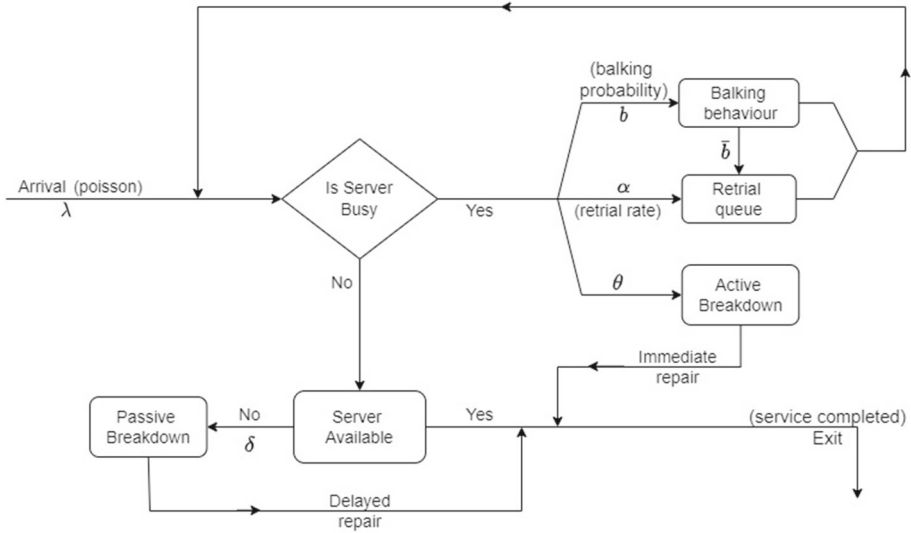 (balking
probability)
b
Balking
behaviour
b̄
Arrival (poisson)
λ
Is Server
Busy
Yes
α
(retrial rate)
Retrial
queue
No
θ
Active
Breakdown
Immediate
repair
Passive
Breakdown
No
δ
Server
Available
Yes
(service completed)
Exit
Delayed
repair